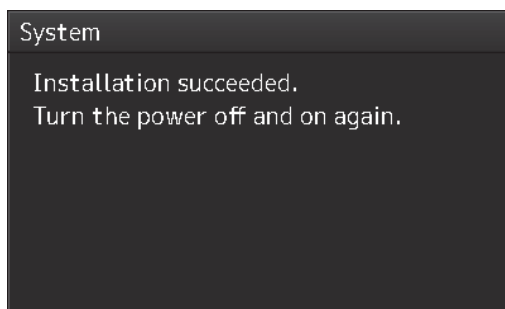 System
Installation succeeded.
Turn the power off and on again.